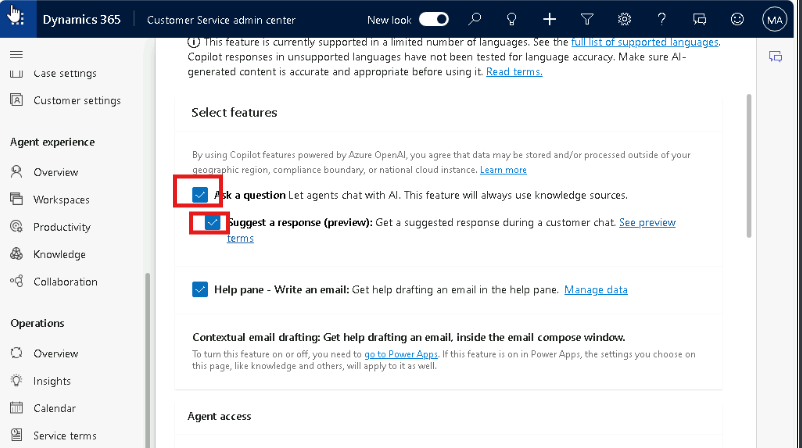 Dynamics 365
Customer Service admin center
New look
MA
This feature is currently supported in a limited number of languages. See the full list of supported languages.
Copilot responses in unsupported languages have not been tested for language accuracy. Make sure AI-
generated content is accurate and appropriate before using it. Read terms.
Case settings
Customer settings
Agent experience
Overview
Workspaces
Productivity
Knowledge
Collaboration
Operations
Overview
Insights
Calendar
Service terms
Select features
By using Copilot features powered by Azure OpenAI, you agree that data may be stored and/or processed outside of your
geographic region, compliance boundary, or national cloud instance. Learn more
Ask a question Let agents chat with AI. This feature will always use knowledge sources.
Suggest a response (preview): Get a suggested response during a customer chat. See preview
terms
Help pane - Write an email: Get help drafting an email in the help pane. Manage data
Contextual email drafting: Get help drafting an email, inside the email compose window.
To turn this feature on or off, you need to go to Power Apps. If this feature is on in Power Apps, the settings you choose on
this page, like knowledge and others, will apply to it as well.
Agent access